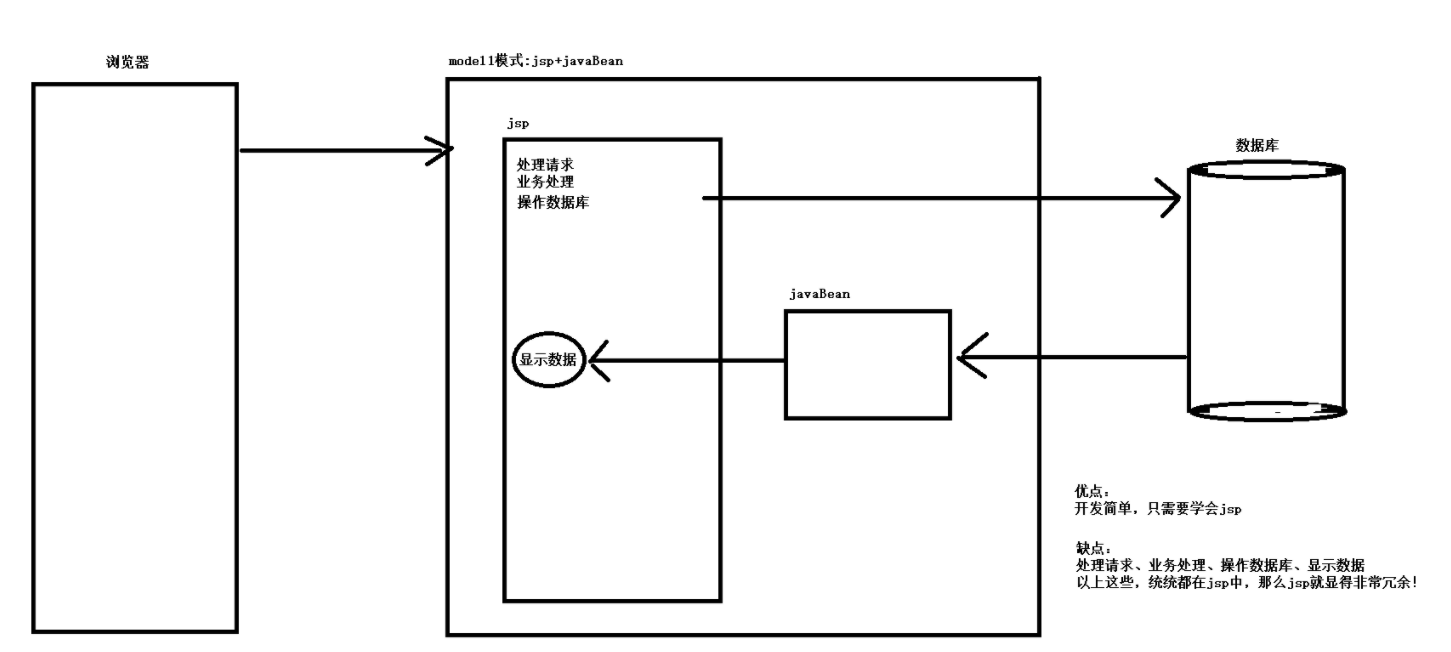 浏览器
model1模式:jsp+javaBean
jsp
处理请求
业务处理
操作数据库
数据库
javaBean
显示数据
优点:
开发简单，只需要学会jsp
缺点:
处理请求、业务处理、操作数据库、显示数据
以上这些，统统都在jsp中，那么jsp就显得非常冗余!